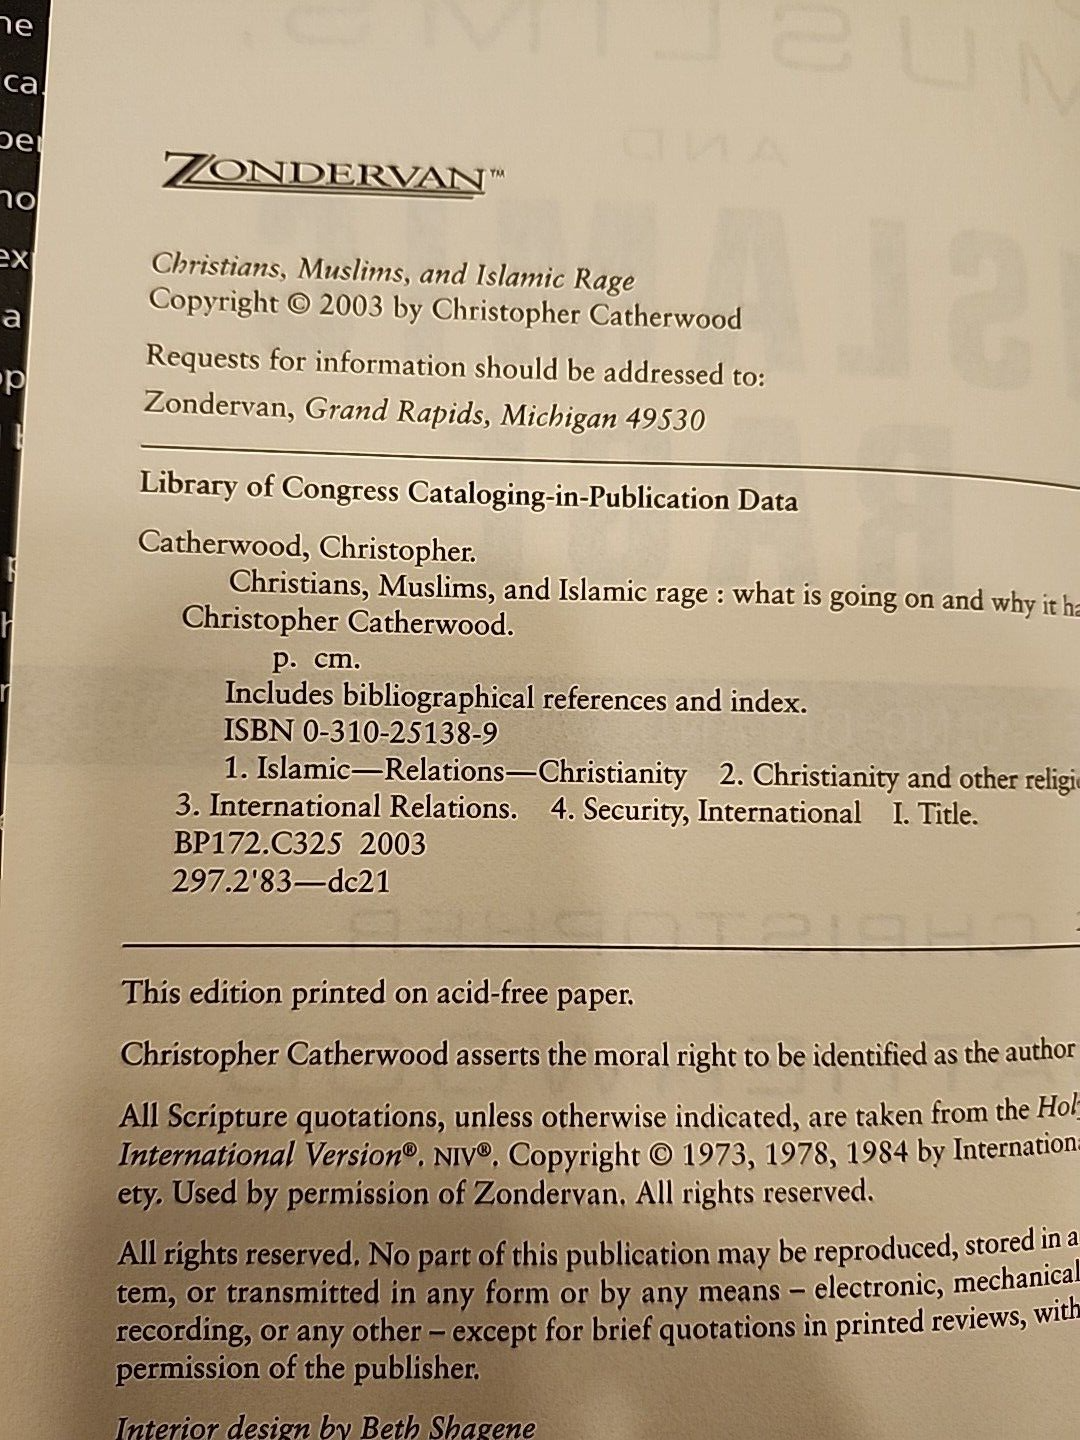 ZONDERVAN™
Christians, Muslims, and Islamic Rage
Copyright © 2003 by Christopher Catherwood
Requests for information should be addressed to:
Zondervan, Grand Rapids, Michigan 49530
Library of Congress Cataloging-in-Publication Data
Catherwood, Christopher.
Christians, Muslims, and Islamic rage : what is going on and why it ha
Christopher Catherwood.
p. cm.
Includes bibliographical references and index.
ISBN 0-310-25138-9
1. Islamic—Relations—Christianity 2. Christianity and other religi
3. International Relations. 4. Security, International I. Title.
BP172.C325 2003
297.2'83—dc21
This edition printed on acid-free paper.
Christopher Catherwood asserts the moral right to be identified as the author
All Scripture quotations, unless otherwise indicated, are taken from the Holy
International Version®. NIV®. Copyright © 1973, 1978, 1984 by Internationa
ety. Used by permission of Zondervan. All rights reserved.
All rights reserved. No part of this publication may be reproduced, stored in a
tem, or transmitted in any form or by any means – electronic, mechanical
recording, or any other – except for brief quotations in printed reviews, with
permission of the publisher.
Interior design by Beth Shagene